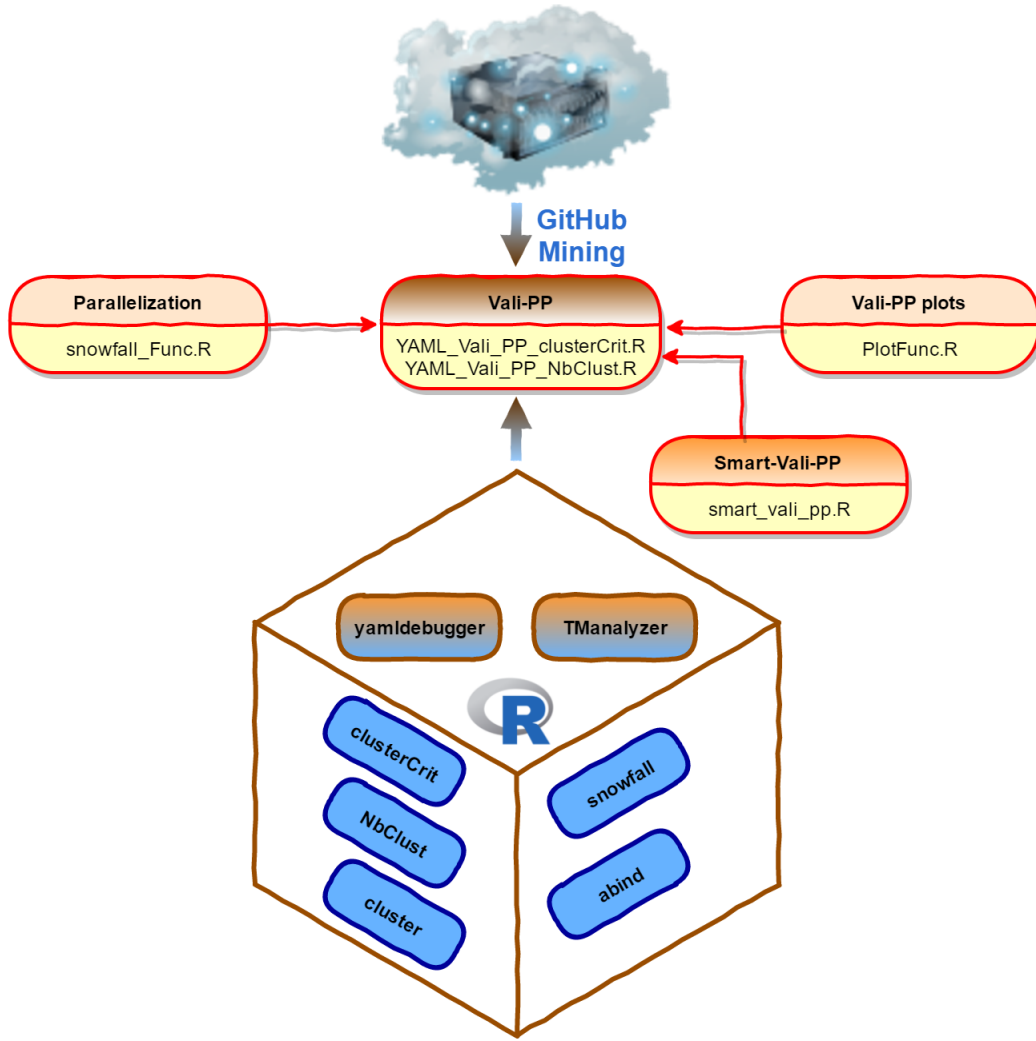 GitHub
Mining
Parallelization
snowfall_Func.R
Vali-PP
YAML_Vali_PP_clusterCrit.R
YAML_Vali_PP_NbClust.R
Vali-PP plots
PlotFunc.R
Smart-Vali-PP
smart_vali_pp.R
yamldebugger
TManalyzer
R
clusterCrit
NbClust
cluster
snowfall
abind